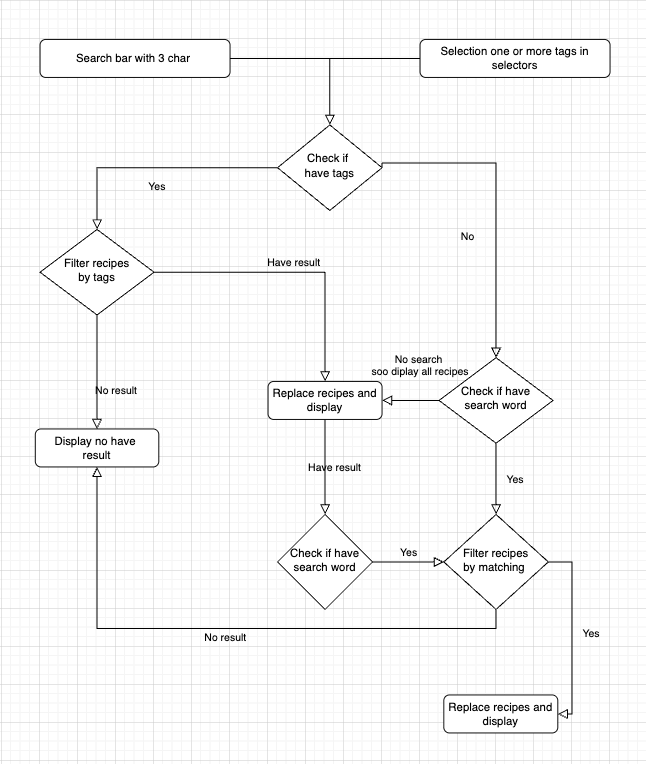 Search bar with 3 char
Selection one or more tags in
selectors
Check if
have tags
Yes
No
Filter recipes
by tags
Have result
No search
soo diplay all recipes
Replace recipes and
display
Check if have
search word
No result
Display no have
result
Have result
Yes
Check if have
search word
Yes
Filter recipes
by matching
No result
Yes
Replace recipes and
display